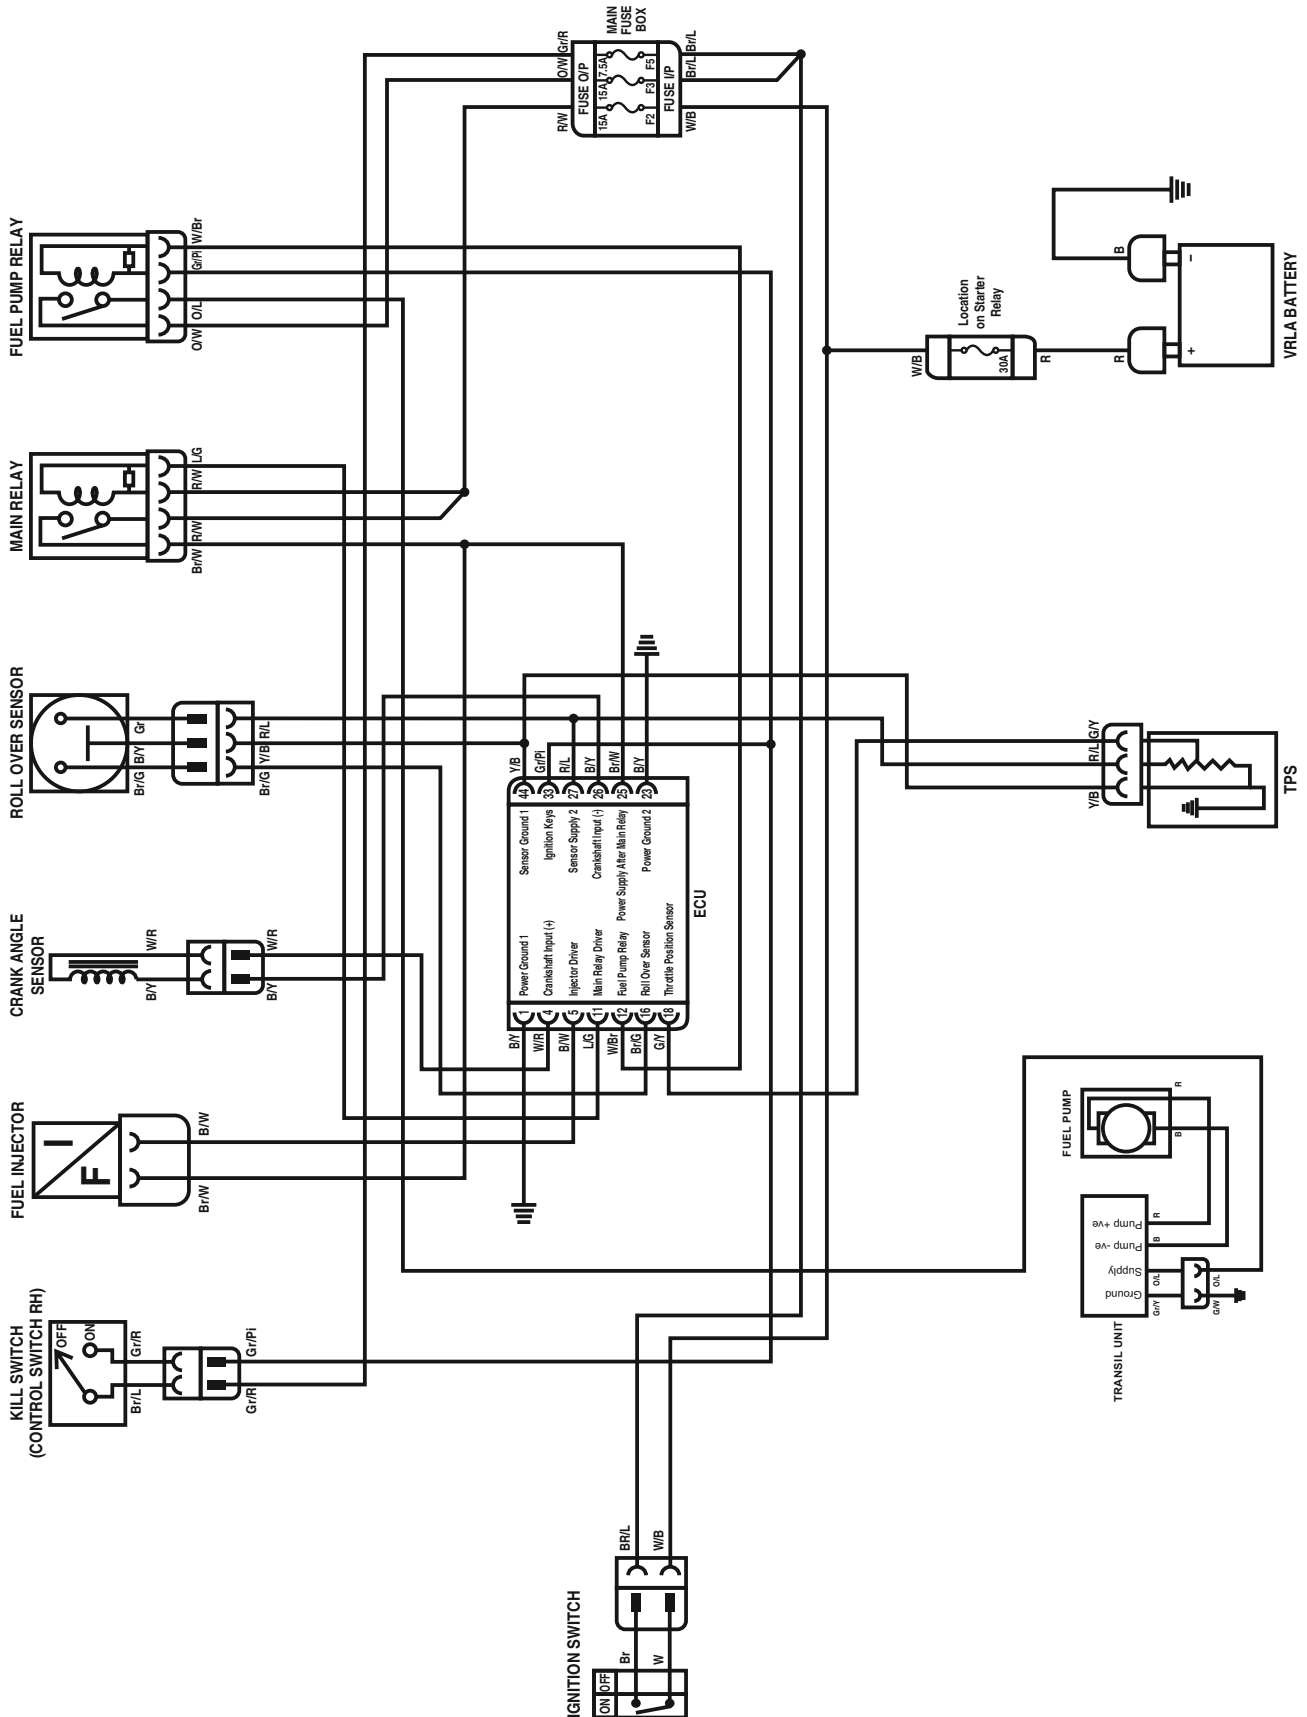 MAIN
FUSE
BOX
Gr/R
O/W
R/W
FUSE O/P
7.5A
15A
15A
F5
F3
F2
FUSE I/P
Br/L
Br/L
W/B
FUEL PUMP RELAY
W/Br
Gr/Pi
O/L
O/W
MAIN RELAY
L/G
R/W
R/W
Br/W
ROLL OVER SENSOR
Gr
B/Y
Br/G
R/L
Y/B
Br/G
CRANK ANGLE
SENSOR
W/R
B/Y
W/R
B/Y
FUEL INJECTOR
I
F
B/W
Br/W
KILL SWITCH
(CONTROL SWITCH RH)
OFF
ON
Gr/R
Br/L
Gr/Pi
Gr/R
Y/B
Gr/Pi
R/L
B/Y
Br/W
B/Y
44
33
27
26
25
23
Sensor Ground 1
Ignition Keys
Sensor Supply 2
Crankshaft Input (-)
Power Supply After Main Relay
Power Ground 2
Power Ground 1
Crankshaft Input (+)
Injector Driver
Main Relay Driver
Fuel Pump Relay
Roll Over Sensor
Throttle Position Sensor
1
4
5
11
12
16
18
B/Y
W/R
B/W
L/G
W/Br
Br/G
G/Y
ECU
Location
on Starter
Relay
W/B
30A
R
B
R
-
+
VRLA BATTERY
G/Y
R/L
Y/B
TPS
FUEL PUMP
R
B
Pump +ve
Pump -ve
Supply
Ground
R
B
O/L
Gr/Y
O/L
G/W
TRANSIL UNIT
BR/L
W/B
Br
W
IGNITION SWITCH
OFF
ON